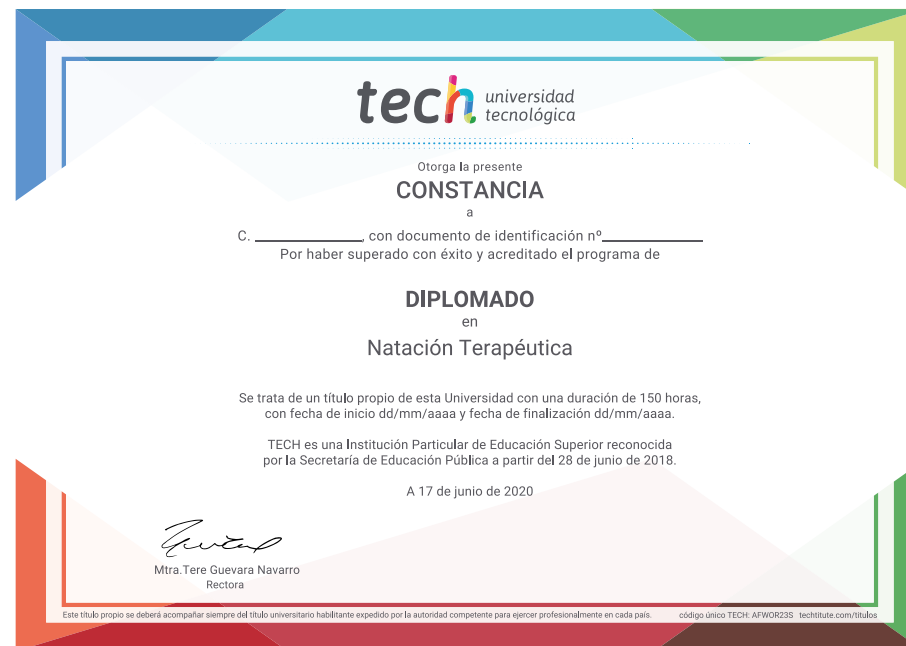 tech universidad
tecnológica
Otorga la presente
CONSTANCIA
a
C. ____________, con documento de identificación nº____________
Por haber superado con éxito y acreditado el programa de
DIPLOMADO
en
Natación Terapéutica
Se trata de un título propio de esta Universidad con una duración de 150 horas,
con fecha de inicio dd/mm/aaaa y fecha de finalización dd/mm/aaaa.
TECH es una Institución Particular de Educación Superior reconocida
por la Secretaría de Educación Pública a partir del 28 de junio de 2018.
A 17 de junio de 2020
Mtra.Tere Guevara Navarro
Rectora
Este título propio se deberá acompañar siempre del título universitario habilitante expedido por la autoridad competente para ejercer profesionalmente en cada país. código único TECH: AFWOR23S techtitute.com/titulos